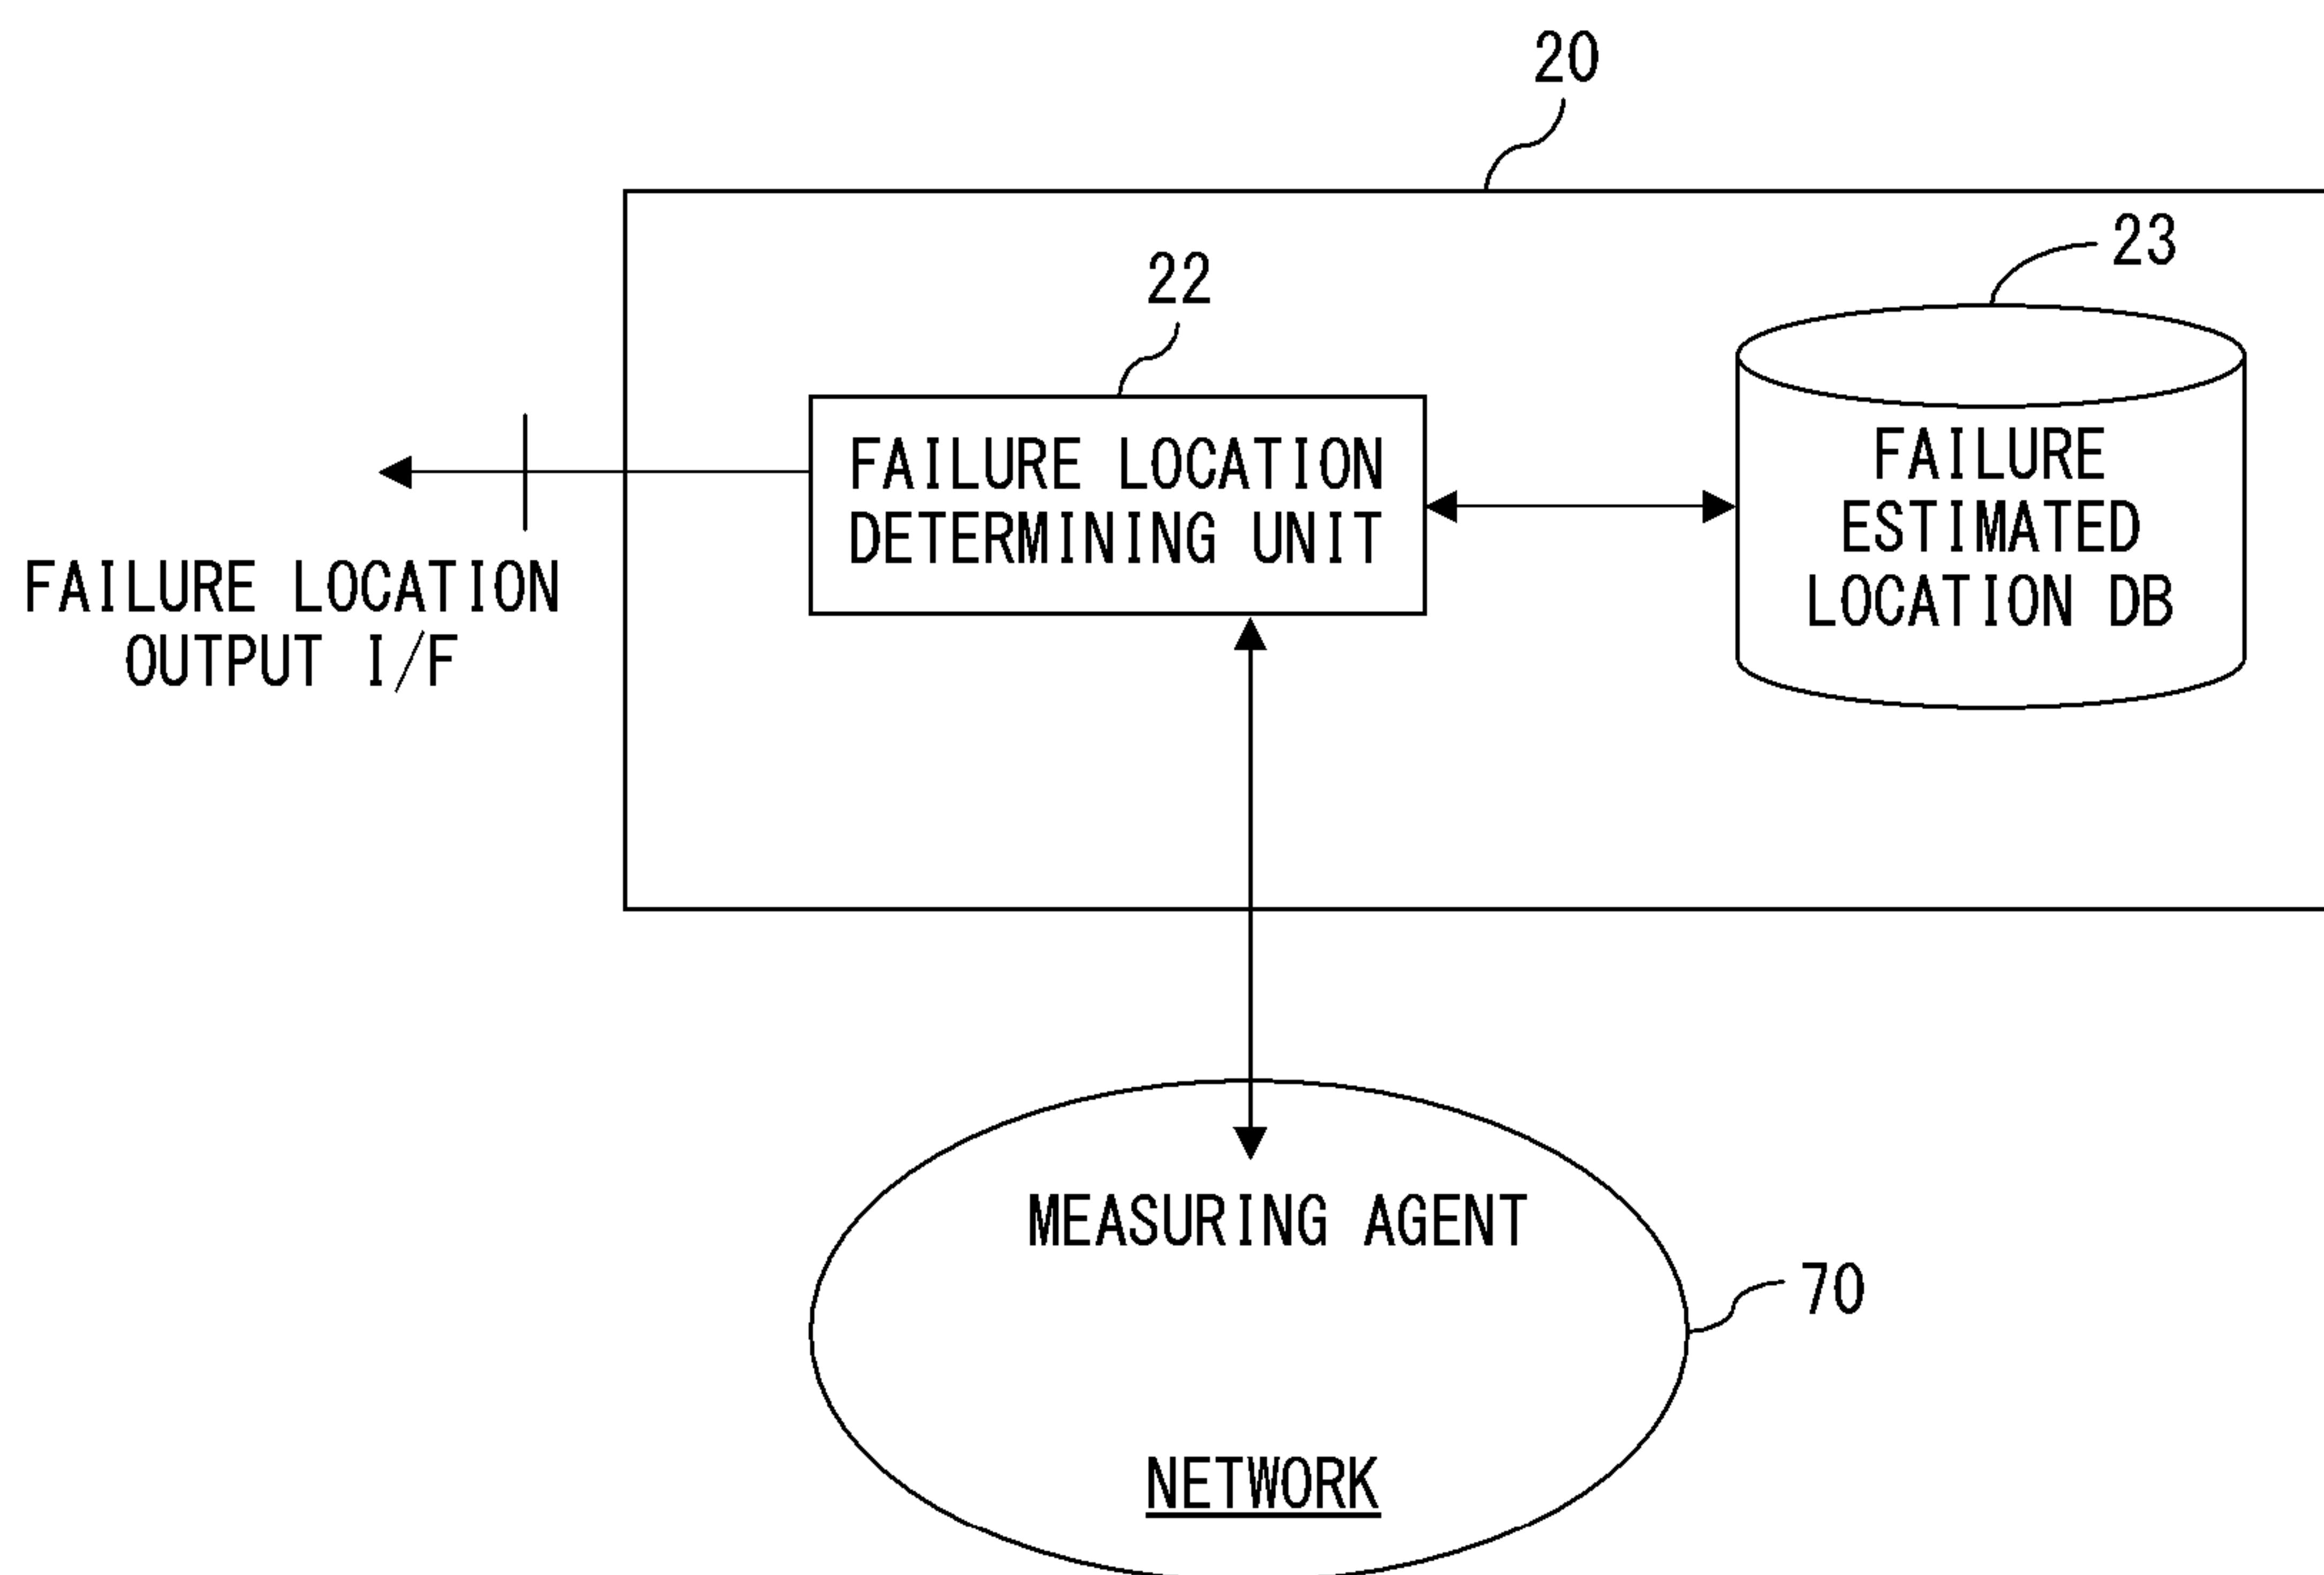 20
23
22
FAILURE LOCATION
DETERMINING UNIT
FAILURE
ESTIMATED
LOCATION DB
FAILURE LOCATION
OUTPUT I/F
MEASURING AGENT
70
NETWORK